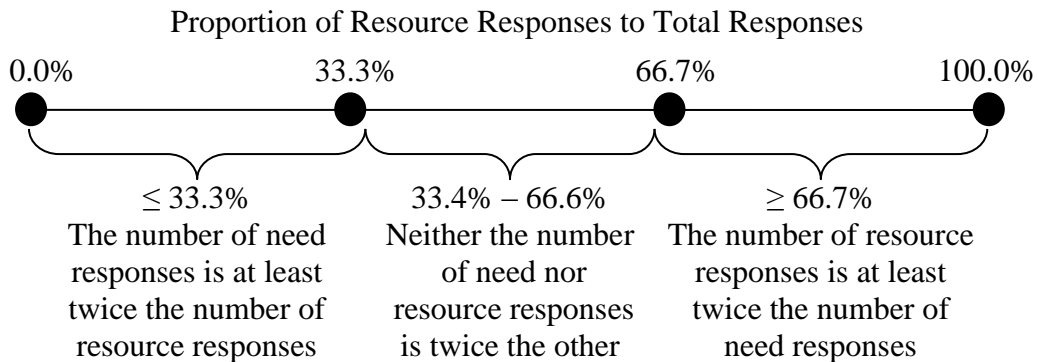 Proportion of Resource Responses to Total Responses
0.0% 33.3% 66.7% 100.0%
≤ 33.3%
The number of need
responses is at least
twice the number of
resource responses
33.4% – 66.6%
Neither the number
of need nor
resource responses
is twice the other
≥ 66.7%
The number of resource
responses is at least
twice the number of
need responses